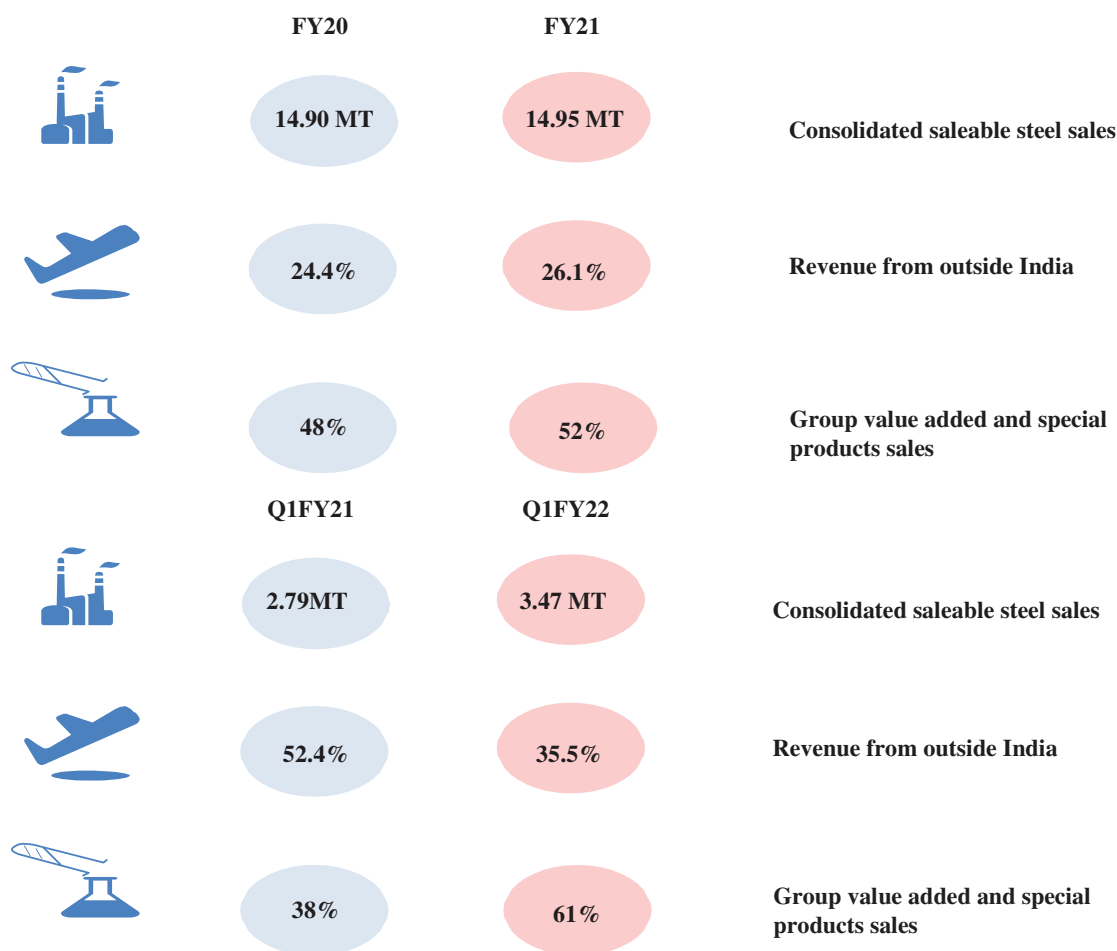 FY20 FY21
14.90 MT 14.95 MT Consolidated saleable steel sales
24.4% 26.1% Revenue from outside India
48% 52% Group value added and special
products sales
Q1FY21 Q1FY22
2.79MT 3.47 MT Consolidated saleable steel sales
52.4% 35.5% Revenue from outside India
38% 61% Group value added and special
products sales